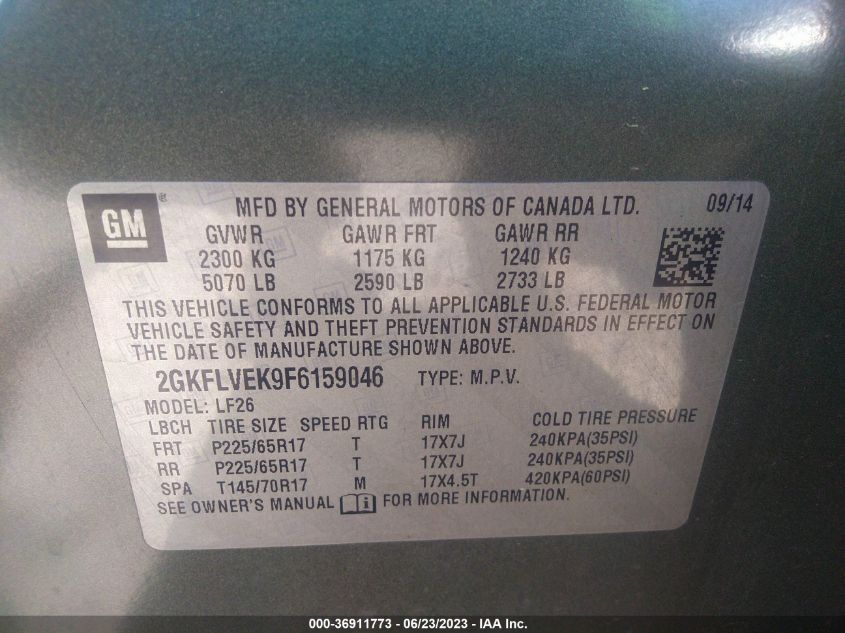 GM ® MFD BY GENERAL MOTORS OF CANADA LTD. 09/14
GVWR GAWR FRT GAWR RR
2300 KG 1175 KG 1240 KG
5070 LB 2590 LB 2733 LB
THIS VEHICLE CONFORMS TO ALL APPLICABLE U.S. FEDERAL MOTOR
VEHICLE SAFETY AND THEFT PREVENTION STANDARDS IN EFFECT ON
THE DATE OF MANUFACTURE SHOWN ABOVE.
2GKFLVEK9F6159046 TYPE: M.P.V.
MODEL: LF26
LBCH TIRE SIZE SPEED RTG RIM COLD TIRE PRESSURE
FRT P225/65R17 T 17X7J 240KPA(35PSI)
RR P225/65R17 T 17X7J 240KPA(35PSI)
SPA T145/70R17 M 17X4.5T 420KPA(60PSI)
SEE OWNER'S MANUAL FOR MORE INFORMATION.
000-36911773 - 06/23/2023 - IAA Inc.